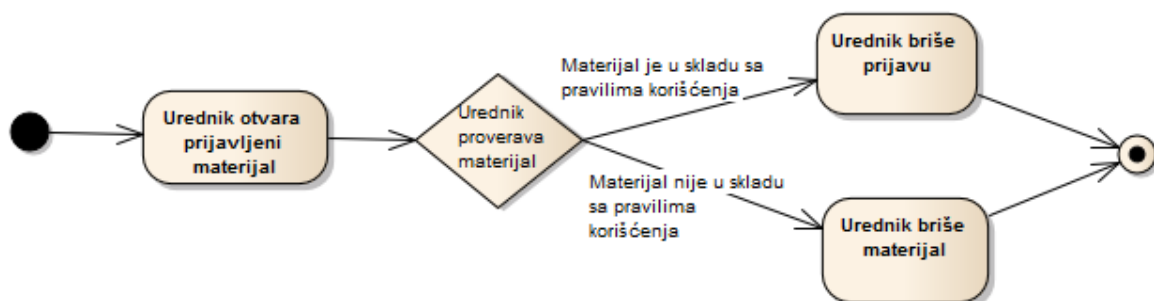 Urednik otvara
prijavljeni
materijal
Urednik
proverava
materijal
Materijal je u skladu sa
pravilima korišćenja
Urednik briše
prijavu
Materijal nije u skladu
sa pravilima
korišćenja
Urednik briše
materijal